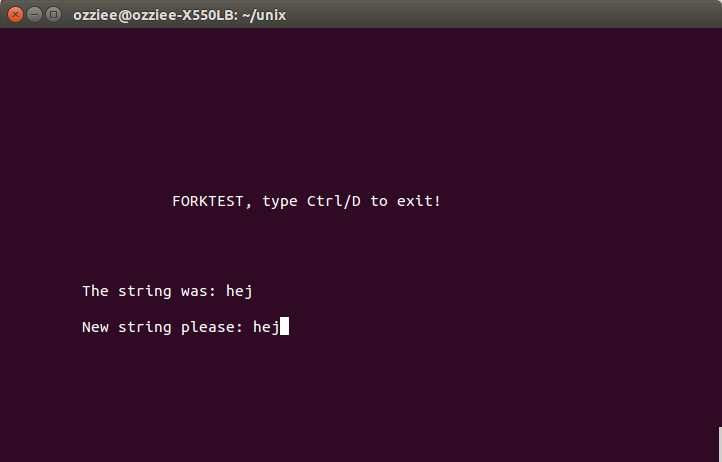 ozziee@ozziee-X550LB: ~/unix
FORKTEST, type Ctrl/D to exit!
The string was: hej
New string please: hej